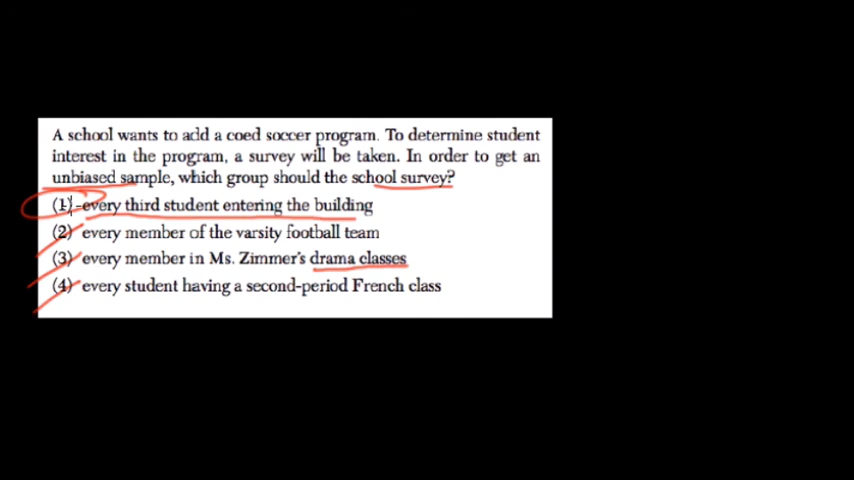 A school wants to add a coed soccer program. To determine student
interest in the program, a survey will be taken. In order to get an
unbiased sample, which group should the school survey?
(1) every third student entering the building
(2) every member of the varsity football team
(3) every member in Ms. Zimmer's drama classes
(4) every student having a second-period French class